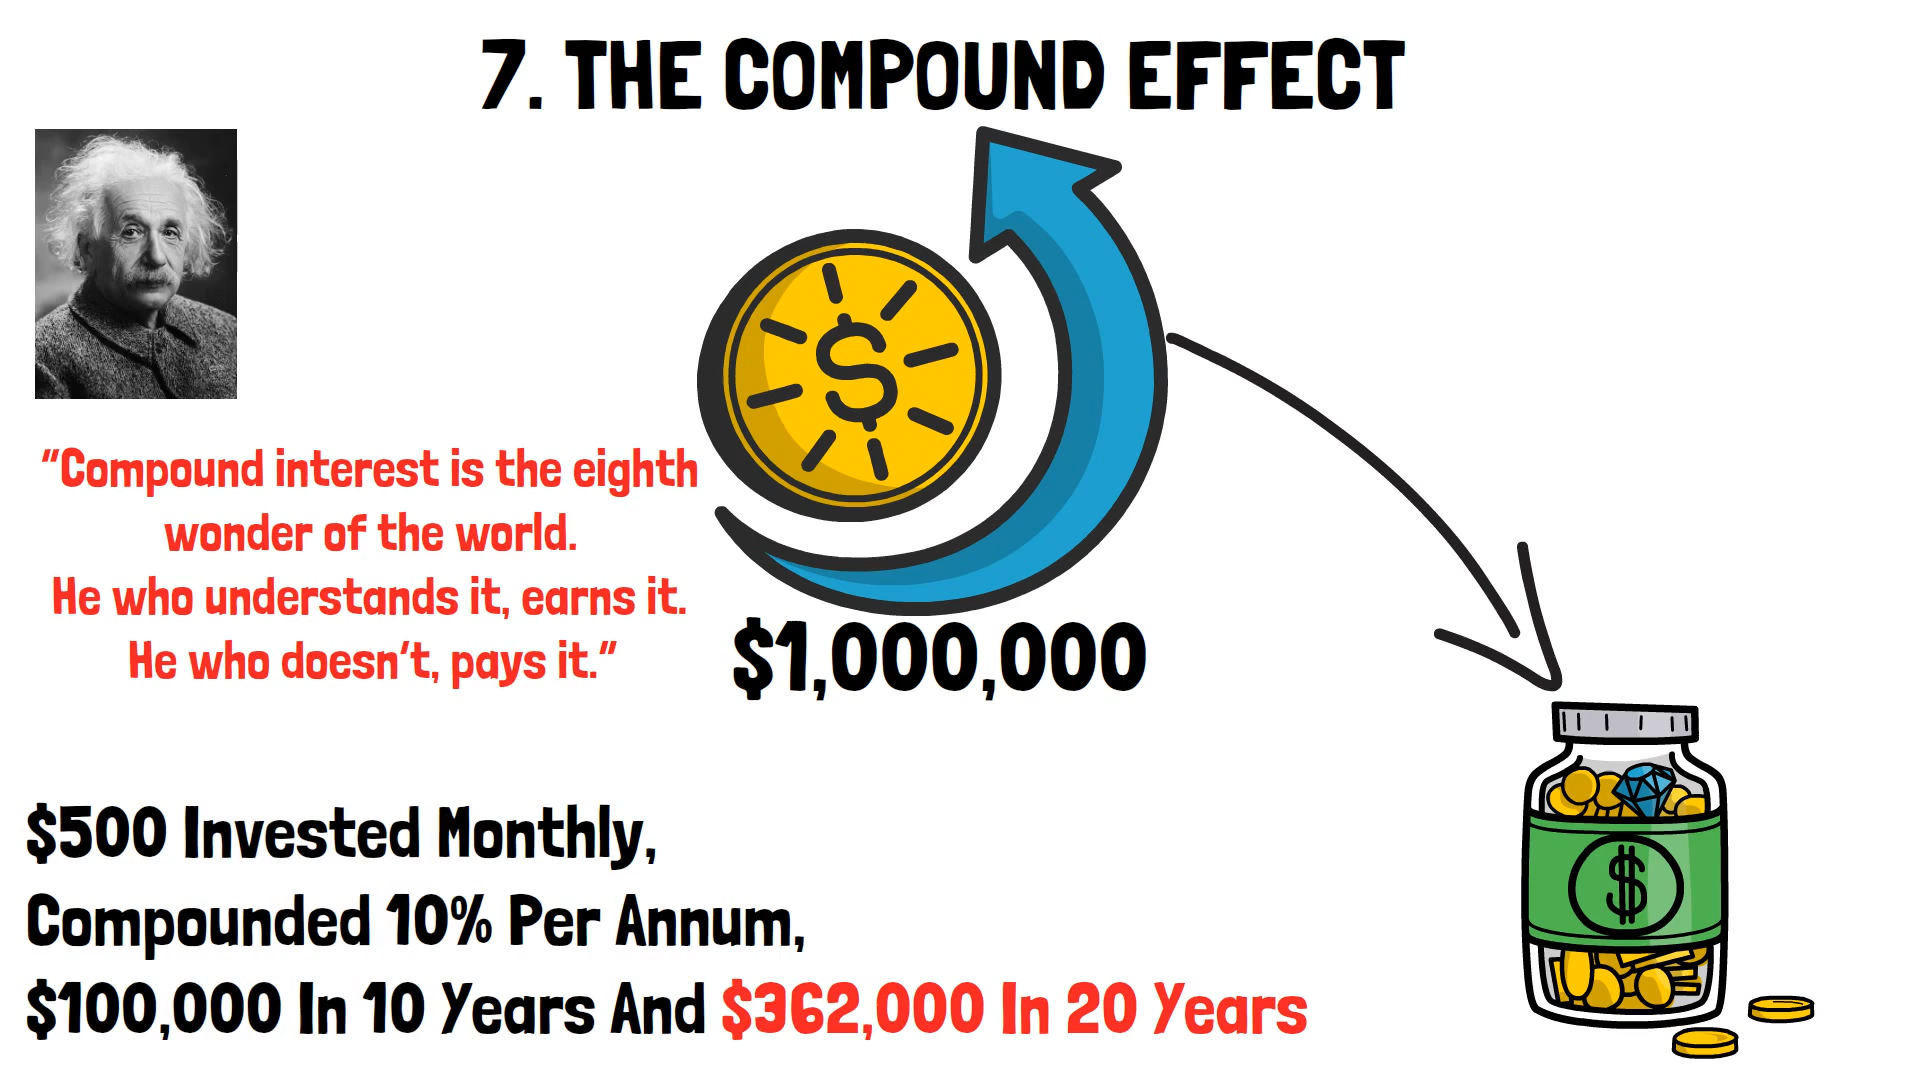 7. THE COMPOUND EFFECT
"Compound interest is the eighth
wonder of the world.
He who understands it, earns it.
He who doesn't, pays it."
$1,000,000
$500 Invested Monthly,
Compounded 10% Per Annum,
$100,000 In 10 Years And $362,000 In 20 Years